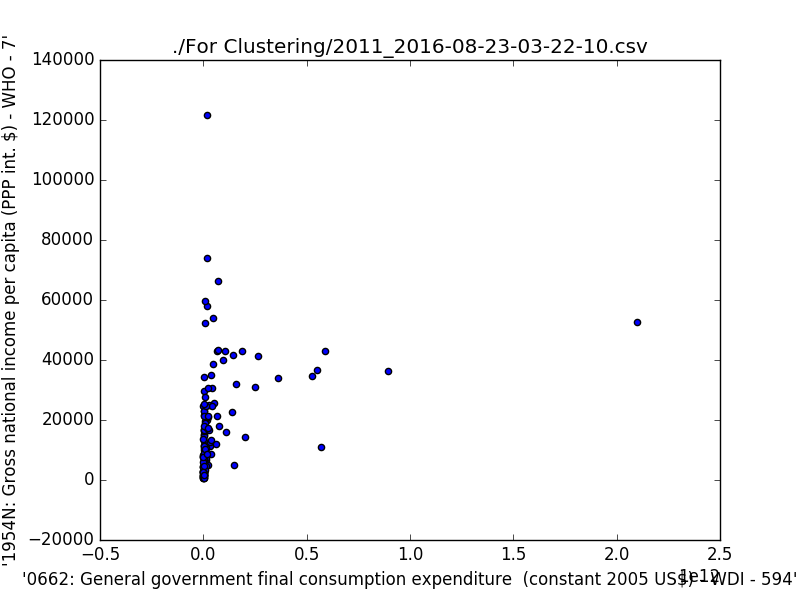 ./For Clustering/2011_2016-08-23-03-22-10.csv
'1954N: Gross national income per capita (PPP int. $) - WHO - 7'
140000
120000
100000
80000
60000
40000
20000
0
−20000
−0.5 0.0 0.5 1.0 1.5 2.0 2.5
1e12
'0662: General government final consumption expenditure  (constant 2005 US$) - WDI - 594'